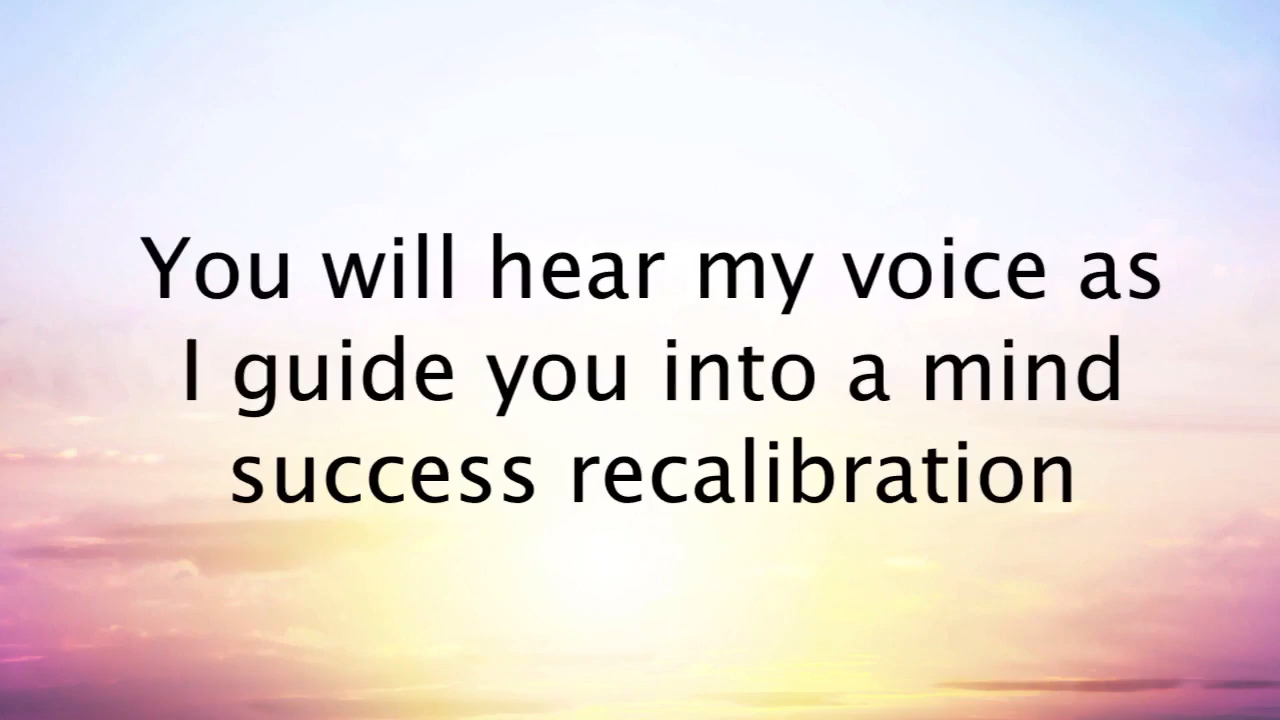 You will hear my voice as
I guide you into a mind
success recalibration